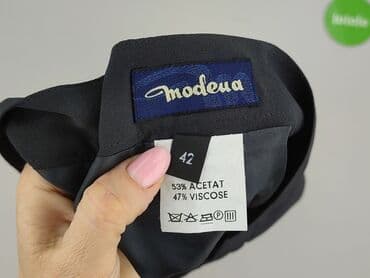 modena
42
53% ACETAT
47% VISCOSE